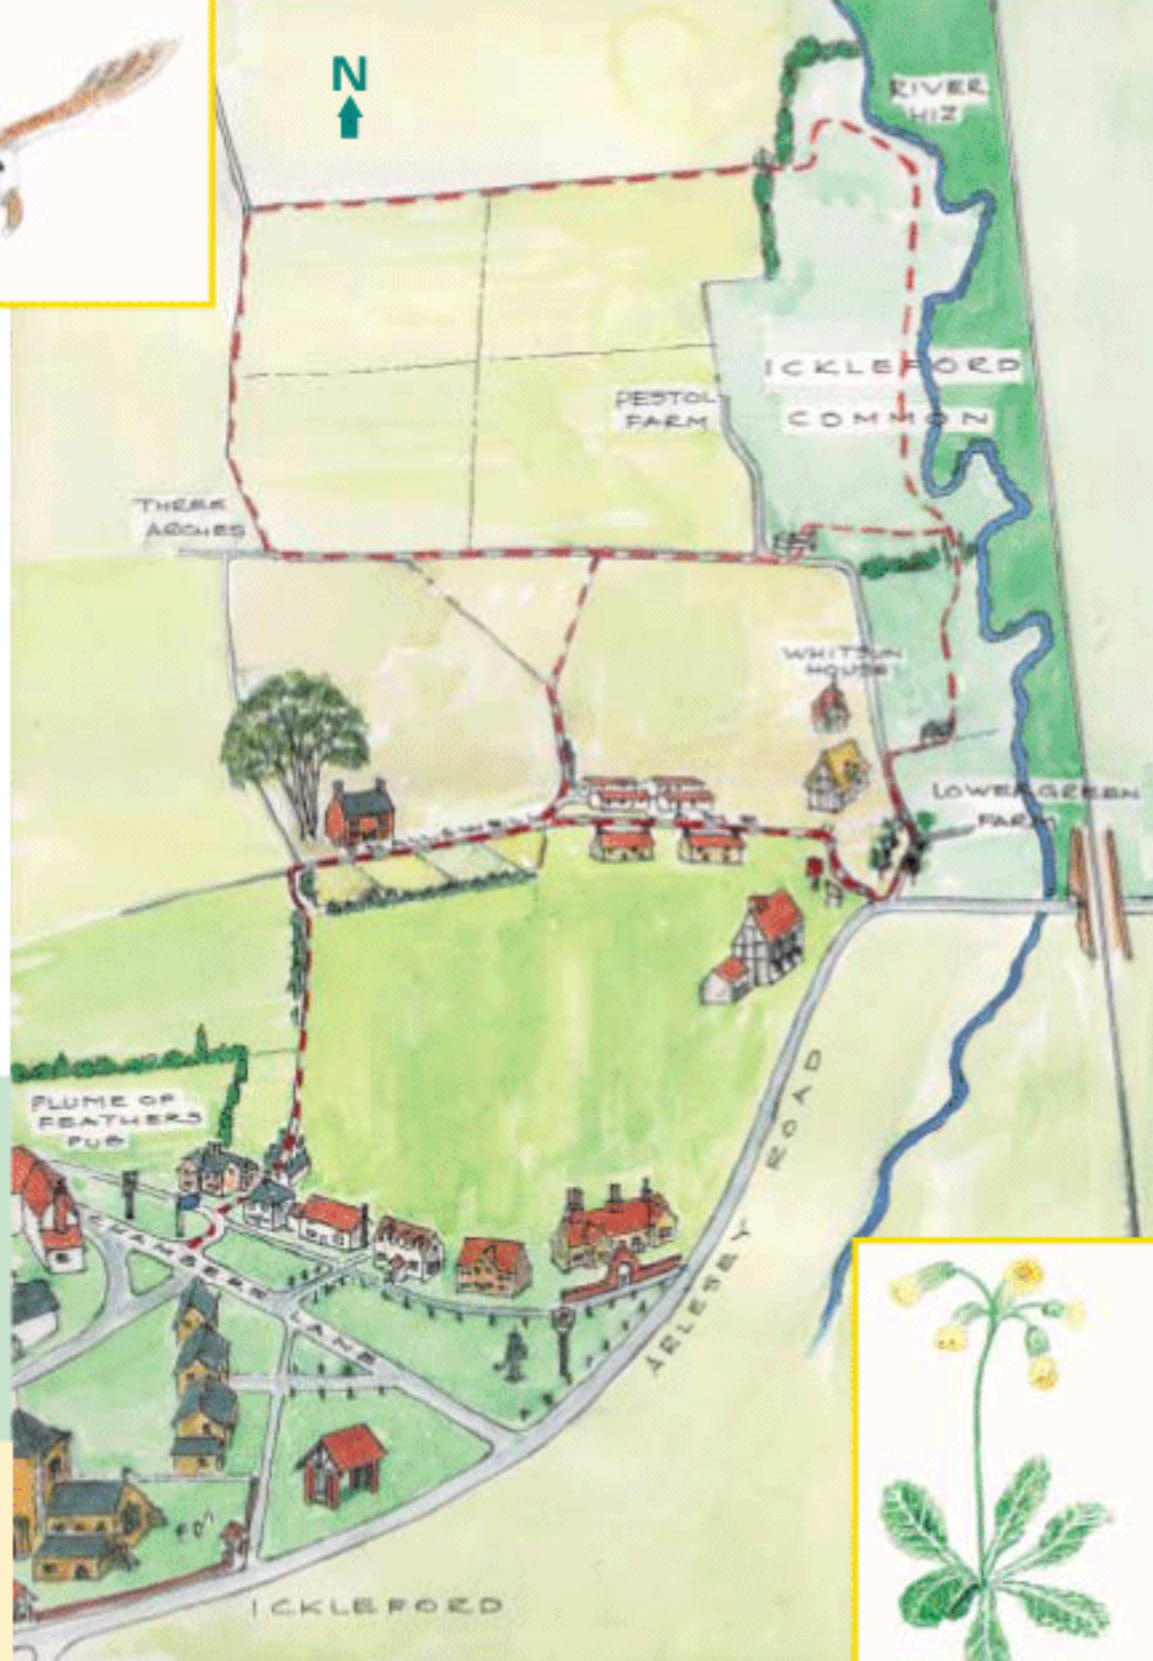 N
RIVER
HIZ
ICKLEFORD
COMMON
PESTOL
FARM
THREE
ARCHES
WHITSUN
HOUSE
LOWER GREEN
FARM
PLUME OF
FEATHERS
PUB
CHAMBERS LANE
ARLESEY ROAD
ICKLEFORD